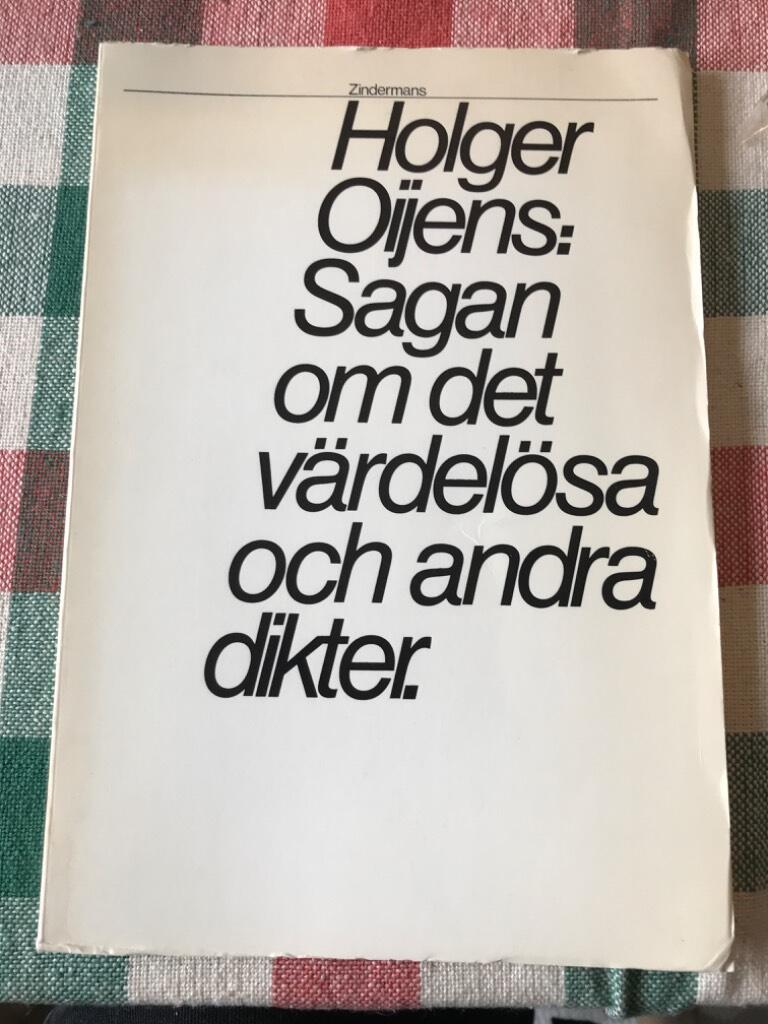 Zindermans
Holger
Oijens:
Sagan
om det
värdelösa
och andra
dikter.